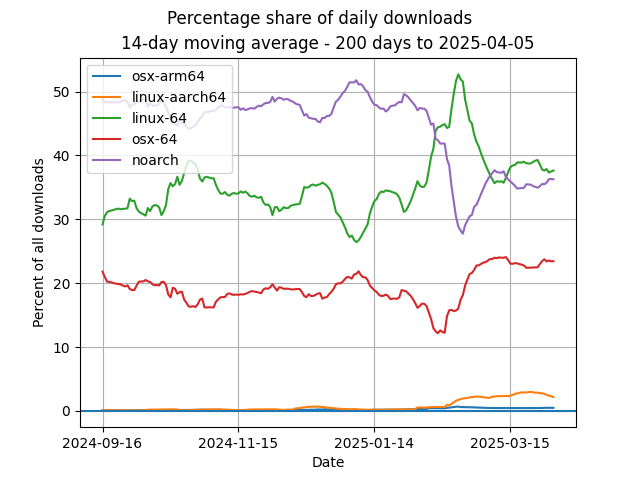 Percentage share of daily downloads
14-day moving average - 200 days to 2025-04-05
osx-arm64
linux-aarch64
linux-64
osx-64
noarch
50
40
30
20
10
0
Percent of all downloads
2024-09-16
2024-11-15
2025-01-14
2025-03-15
Date